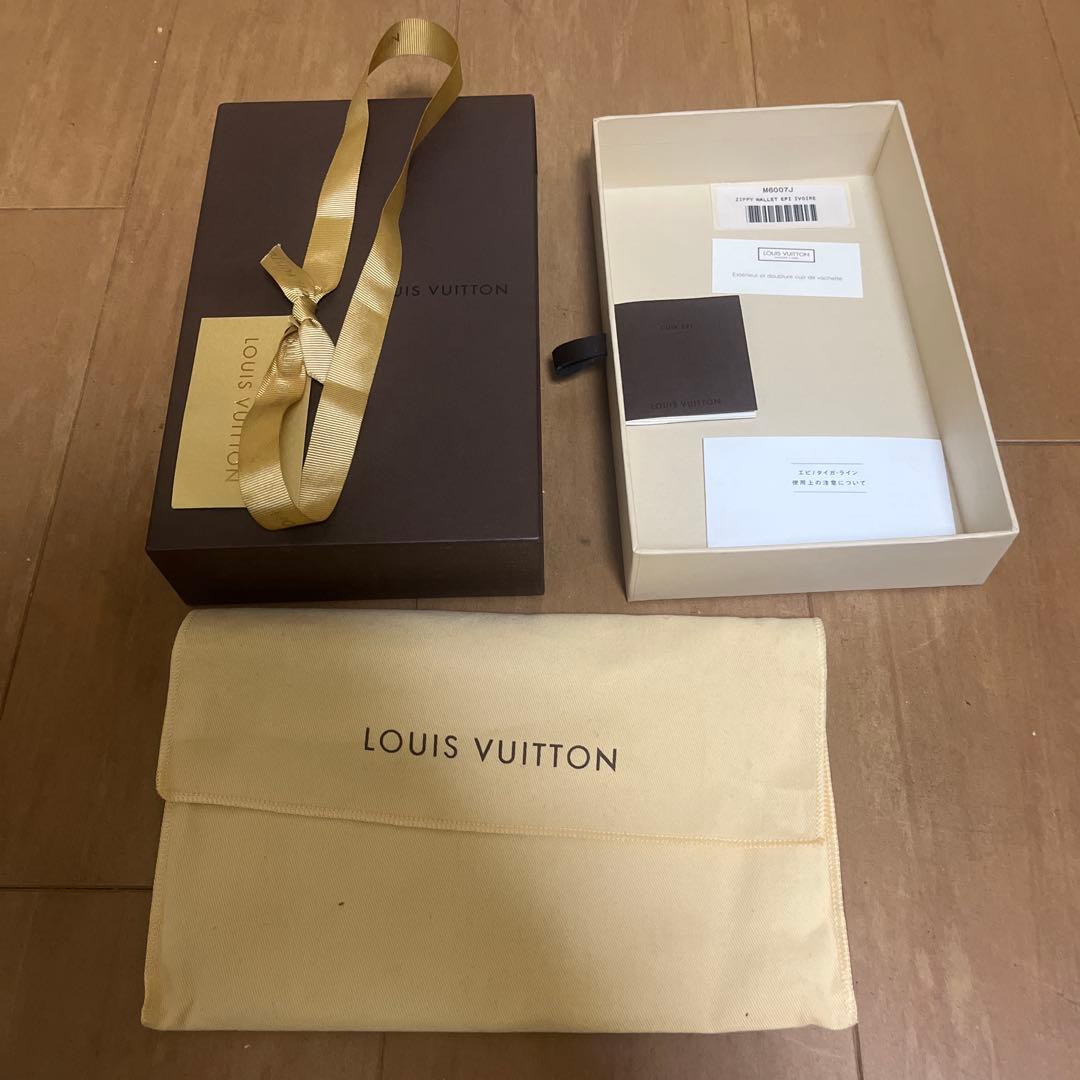 LOUIS VUITTON
LOUIS VUITTON
M6007J
ZIPPY WALLET EPI IVOIRE
LOUIS VUITTON
Extérieur et doublure cuir de vachette
CUIR EPI
LOUIS VUITTON
エピ/タイガ・ライン
使用上の注意について
LOUIS VUITTON